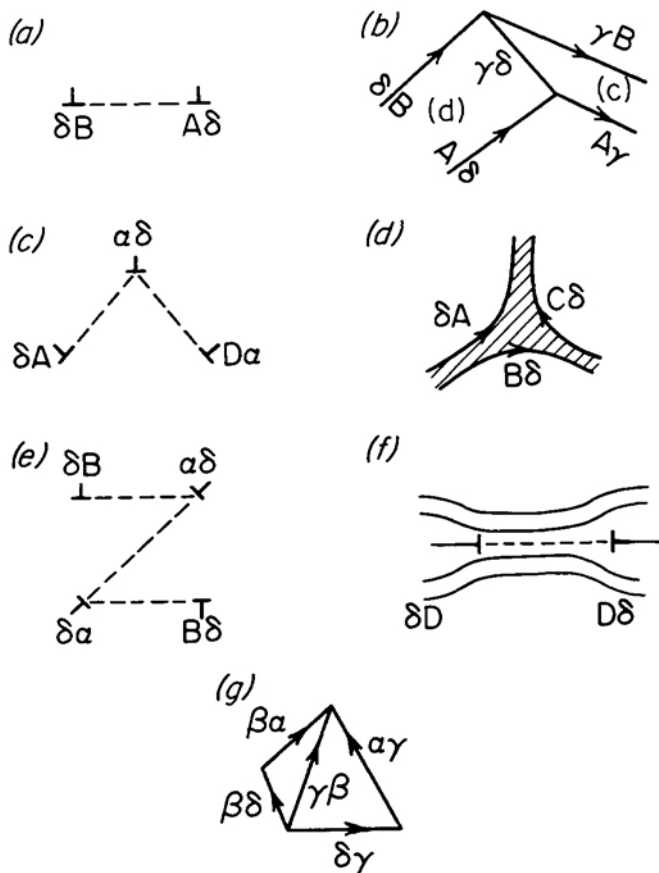 (a)
δB Aδ
(b)
δB
(d)
γδ
γB
(c)
Aδ
Aγ
(c)
αδ
δA Dα
(d)
δA
Cδ
Bδ
(e)
δB αδ
δα Bδ
(f)
δD Dδ
(g)
βα
αγ
βδ
γβ
δγ